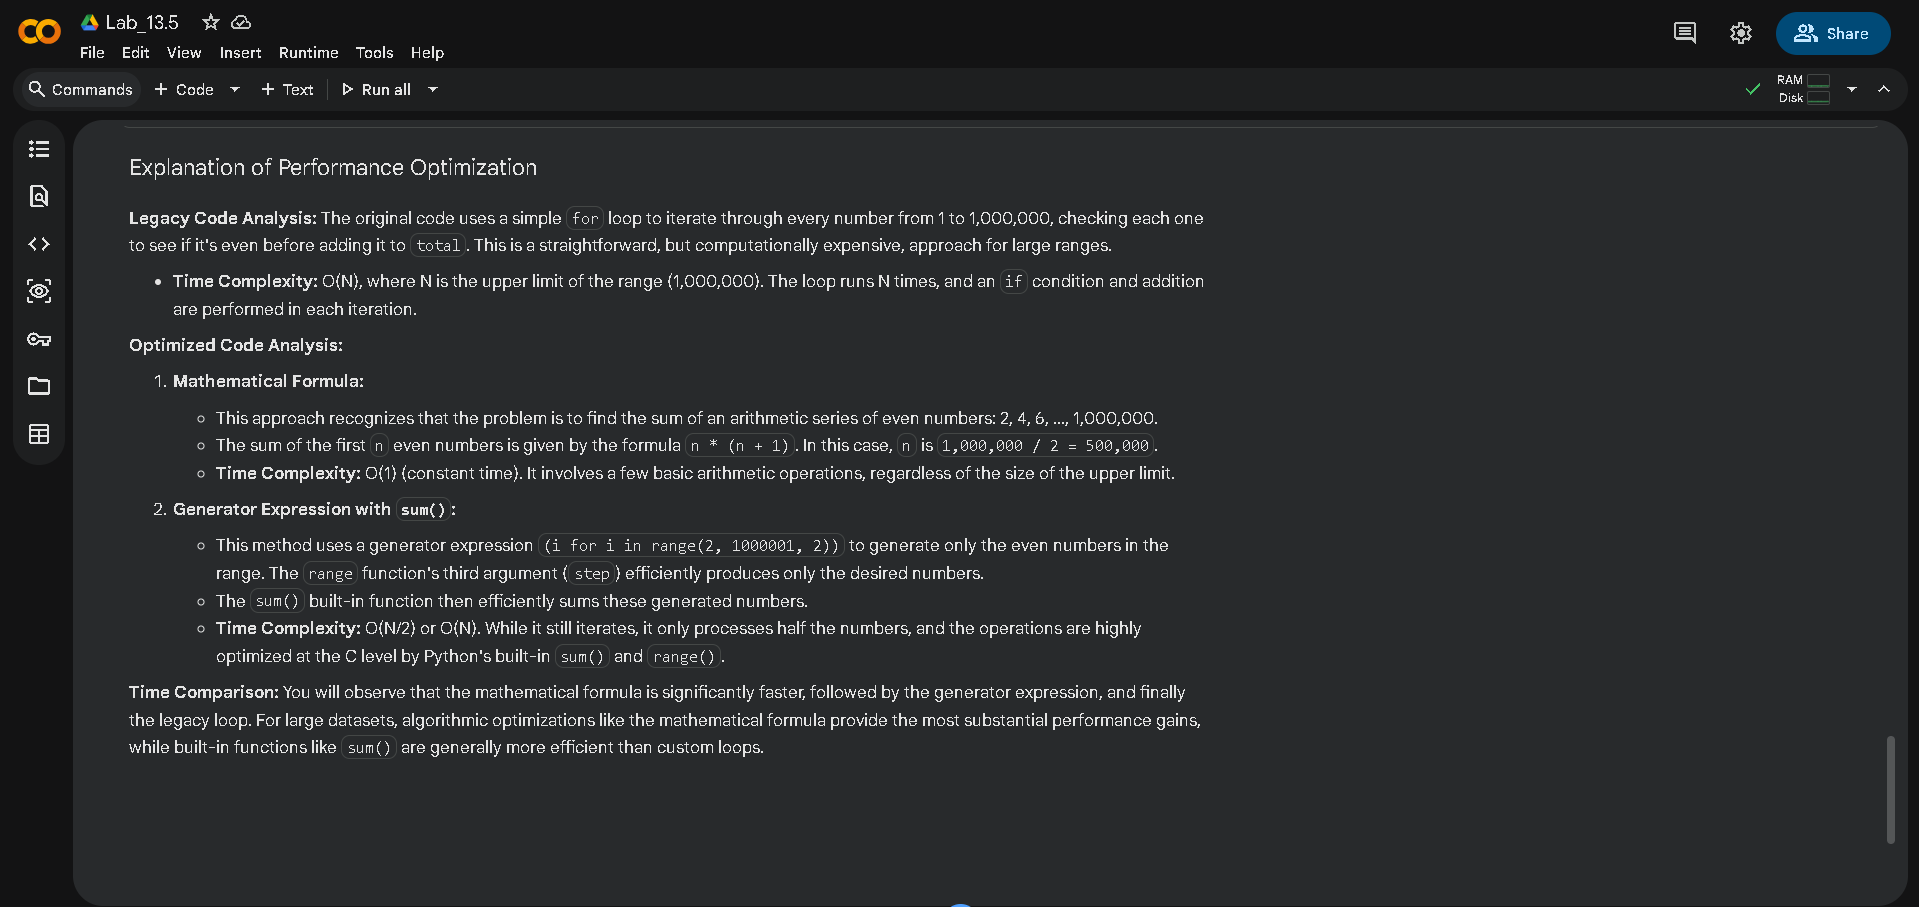 Lab_13.5
File Edit View Insert Runtime Tools Help
Share
Commands + Code + Text Run all
RAM
Disk
Explanation of Performance Optimization
Legacy Code Analysis: The original code uses a simple for loop to iterate through every number from 1 to 1,000,000, checking each one
to see if it's even before adding it to total. This is a straightforward, but computationally expensive, approach for large ranges.
• Time Complexity: O(N), where N is the upper limit of the range (1,000,000). The loop runs N times, and an if condition and addition
are performed in each iteration.
Optimized Code Analysis:
1. Mathematical Formula:
◦ This approach recognizes that the problem is to find the sum of an arithmetic series of even numbers: 2, 4, 6, ..., 1,000,000.
◦ The sum of the first n even numbers is given by the formula n * (n + 1). In this case, n is 1,000,000 / 2 = 500,000.
◦ Time Complexity: O(1) (constant time). It involves a few basic arithmetic operations, regardless of the size of the upper limit.
2. Generator Expression with sum():
◦ This method uses a generator expression (i for i in range(2, 1000001, 2)) to generate only the even numbers in the
range. The range function's third argument (step) efficiently produces only the desired numbers.
◦ The sum() built-in function then efficiently sums these generated numbers.
◦ Time Complexity: O(N/2) or O(N). While it still iterates, it only processes half the numbers, and the operations are highly
optimized at the C level by Python's built-in sum() and range().
Time Comparison: You will observe that the mathematical formula is significantly faster, followed by the generator expression, and finally
the legacy loop. For large datasets, algorithmic optimizations like the mathematical formula provide the most substantial performance gains,
while built-in functions like sum() are generally more efficient than custom loops.